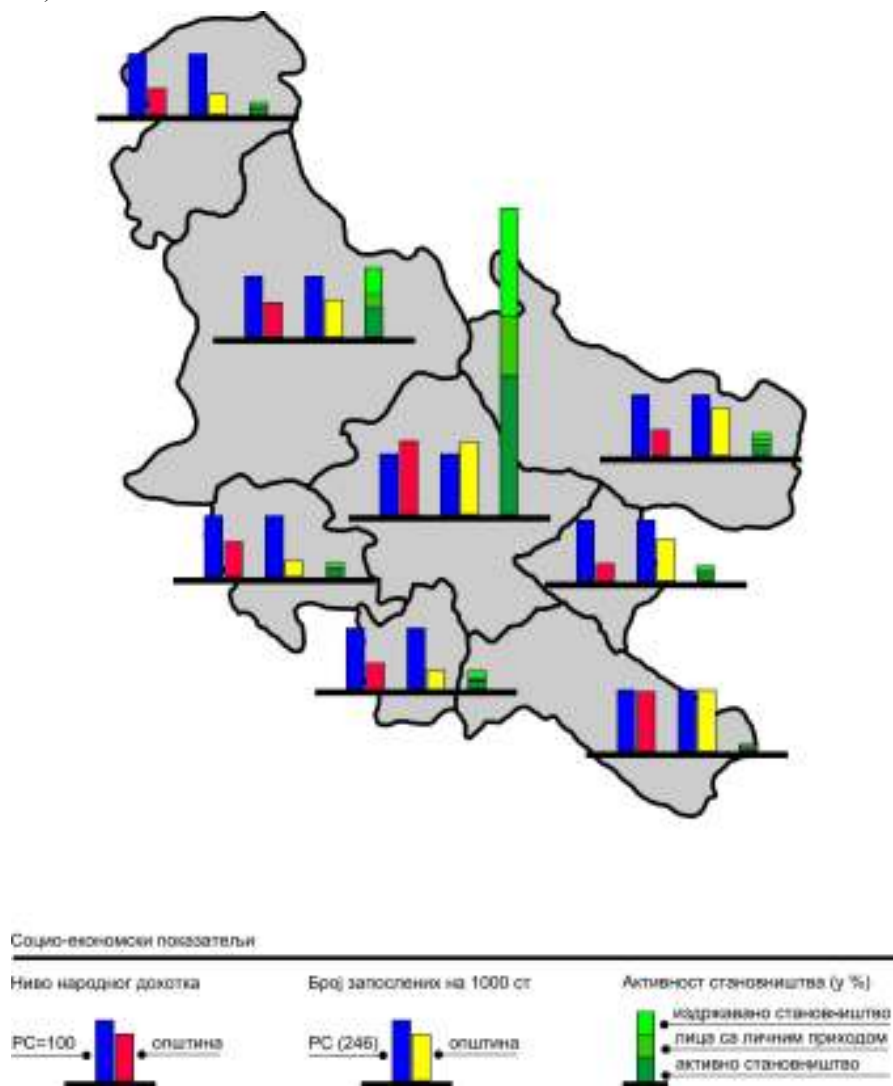 Социо-економски показатељи
Ниво народног дохотка
Број запослених на 1000 ст
Активност становништва (у %)
РС=100
општина
РС (246)
општина
издржавано становништво
лица са личним приходом
активно становништво